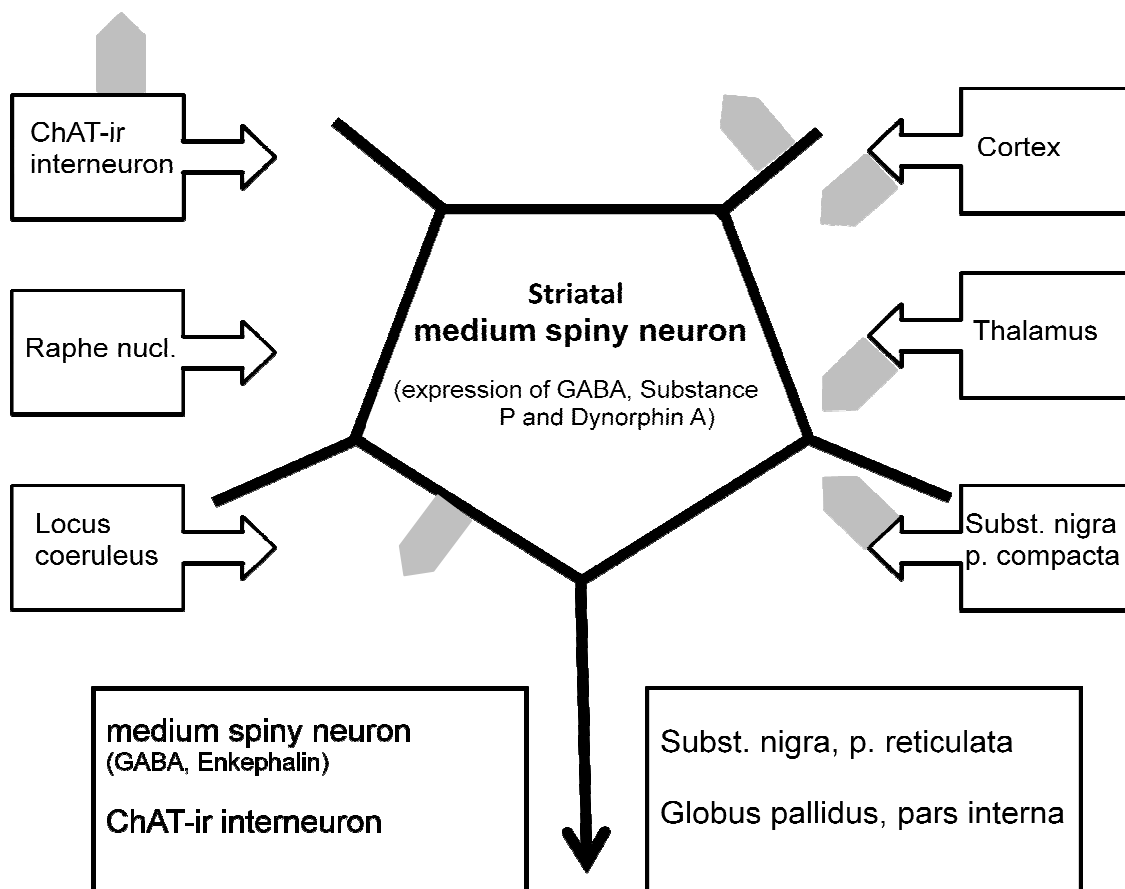 ChAT-ir
interneuron
Cortex
Striatal
medium spiny neuron
(expression of GABA, Substance
P and Dynorphin A)
Raphe nucl.
Thalamus
Locus
coeruleus
Subst. nigra
p. compacta
medium spiny neuron
(GABA, Enkephalin)
ChAT-ir interneuron
Subst. nigra, p. reticulata
Globus pallidus, pars interna